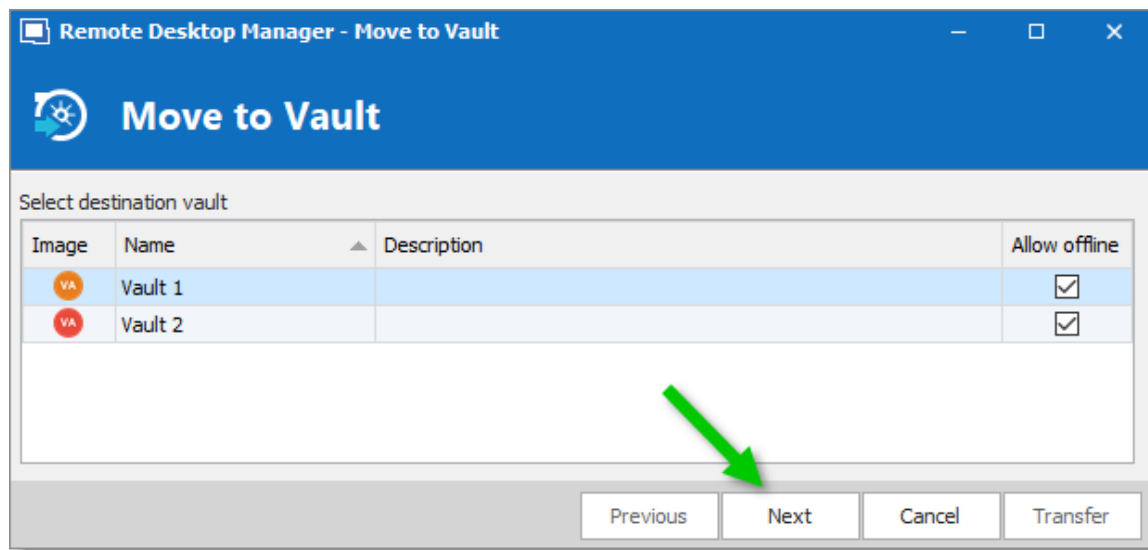 Remote Desktop Manager - Move to Vault
Move to Vault
Select destination vault
Image Name Description Allow offline
VA Vault 1
VA Vault 2
Previous Next Cancel Transfer